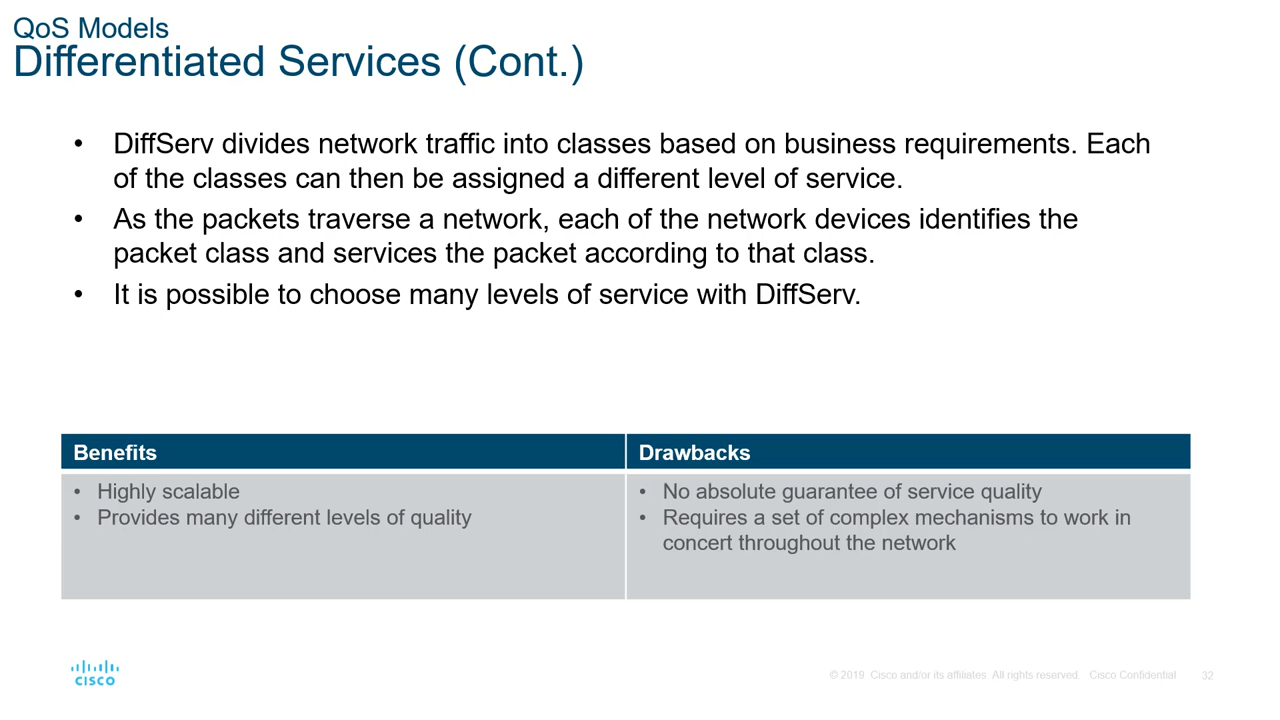 QoS Models
Differentiated Services (Cont.)
• DiffServ divides network traffic into classes based on business requirements. Each
of the classes can then be assigned a different level of service.
• As the packets traverse a network, each of the network devices identifies the
packet class and services the packet according to that class.
• It is possible to choose many levels of service with DiffServ.
Benefits
• Highly scalable
• Provides many different levels of quality
Drawbacks
• No absolute guarantee of service quality
• Requires a set of complex mechanisms to work in
concert throughout the network
CISCO
© 2019 Cisco and/or its affiliates. All rights reserved. Cisco Confidential
32